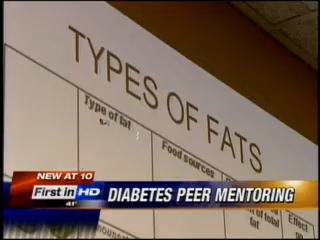 TYPES OF FATS
Type of fat
Food sources
of total
fat
Effect
on
NEW AT 10
First in HD
41°
DIABETES PEER MENTORING